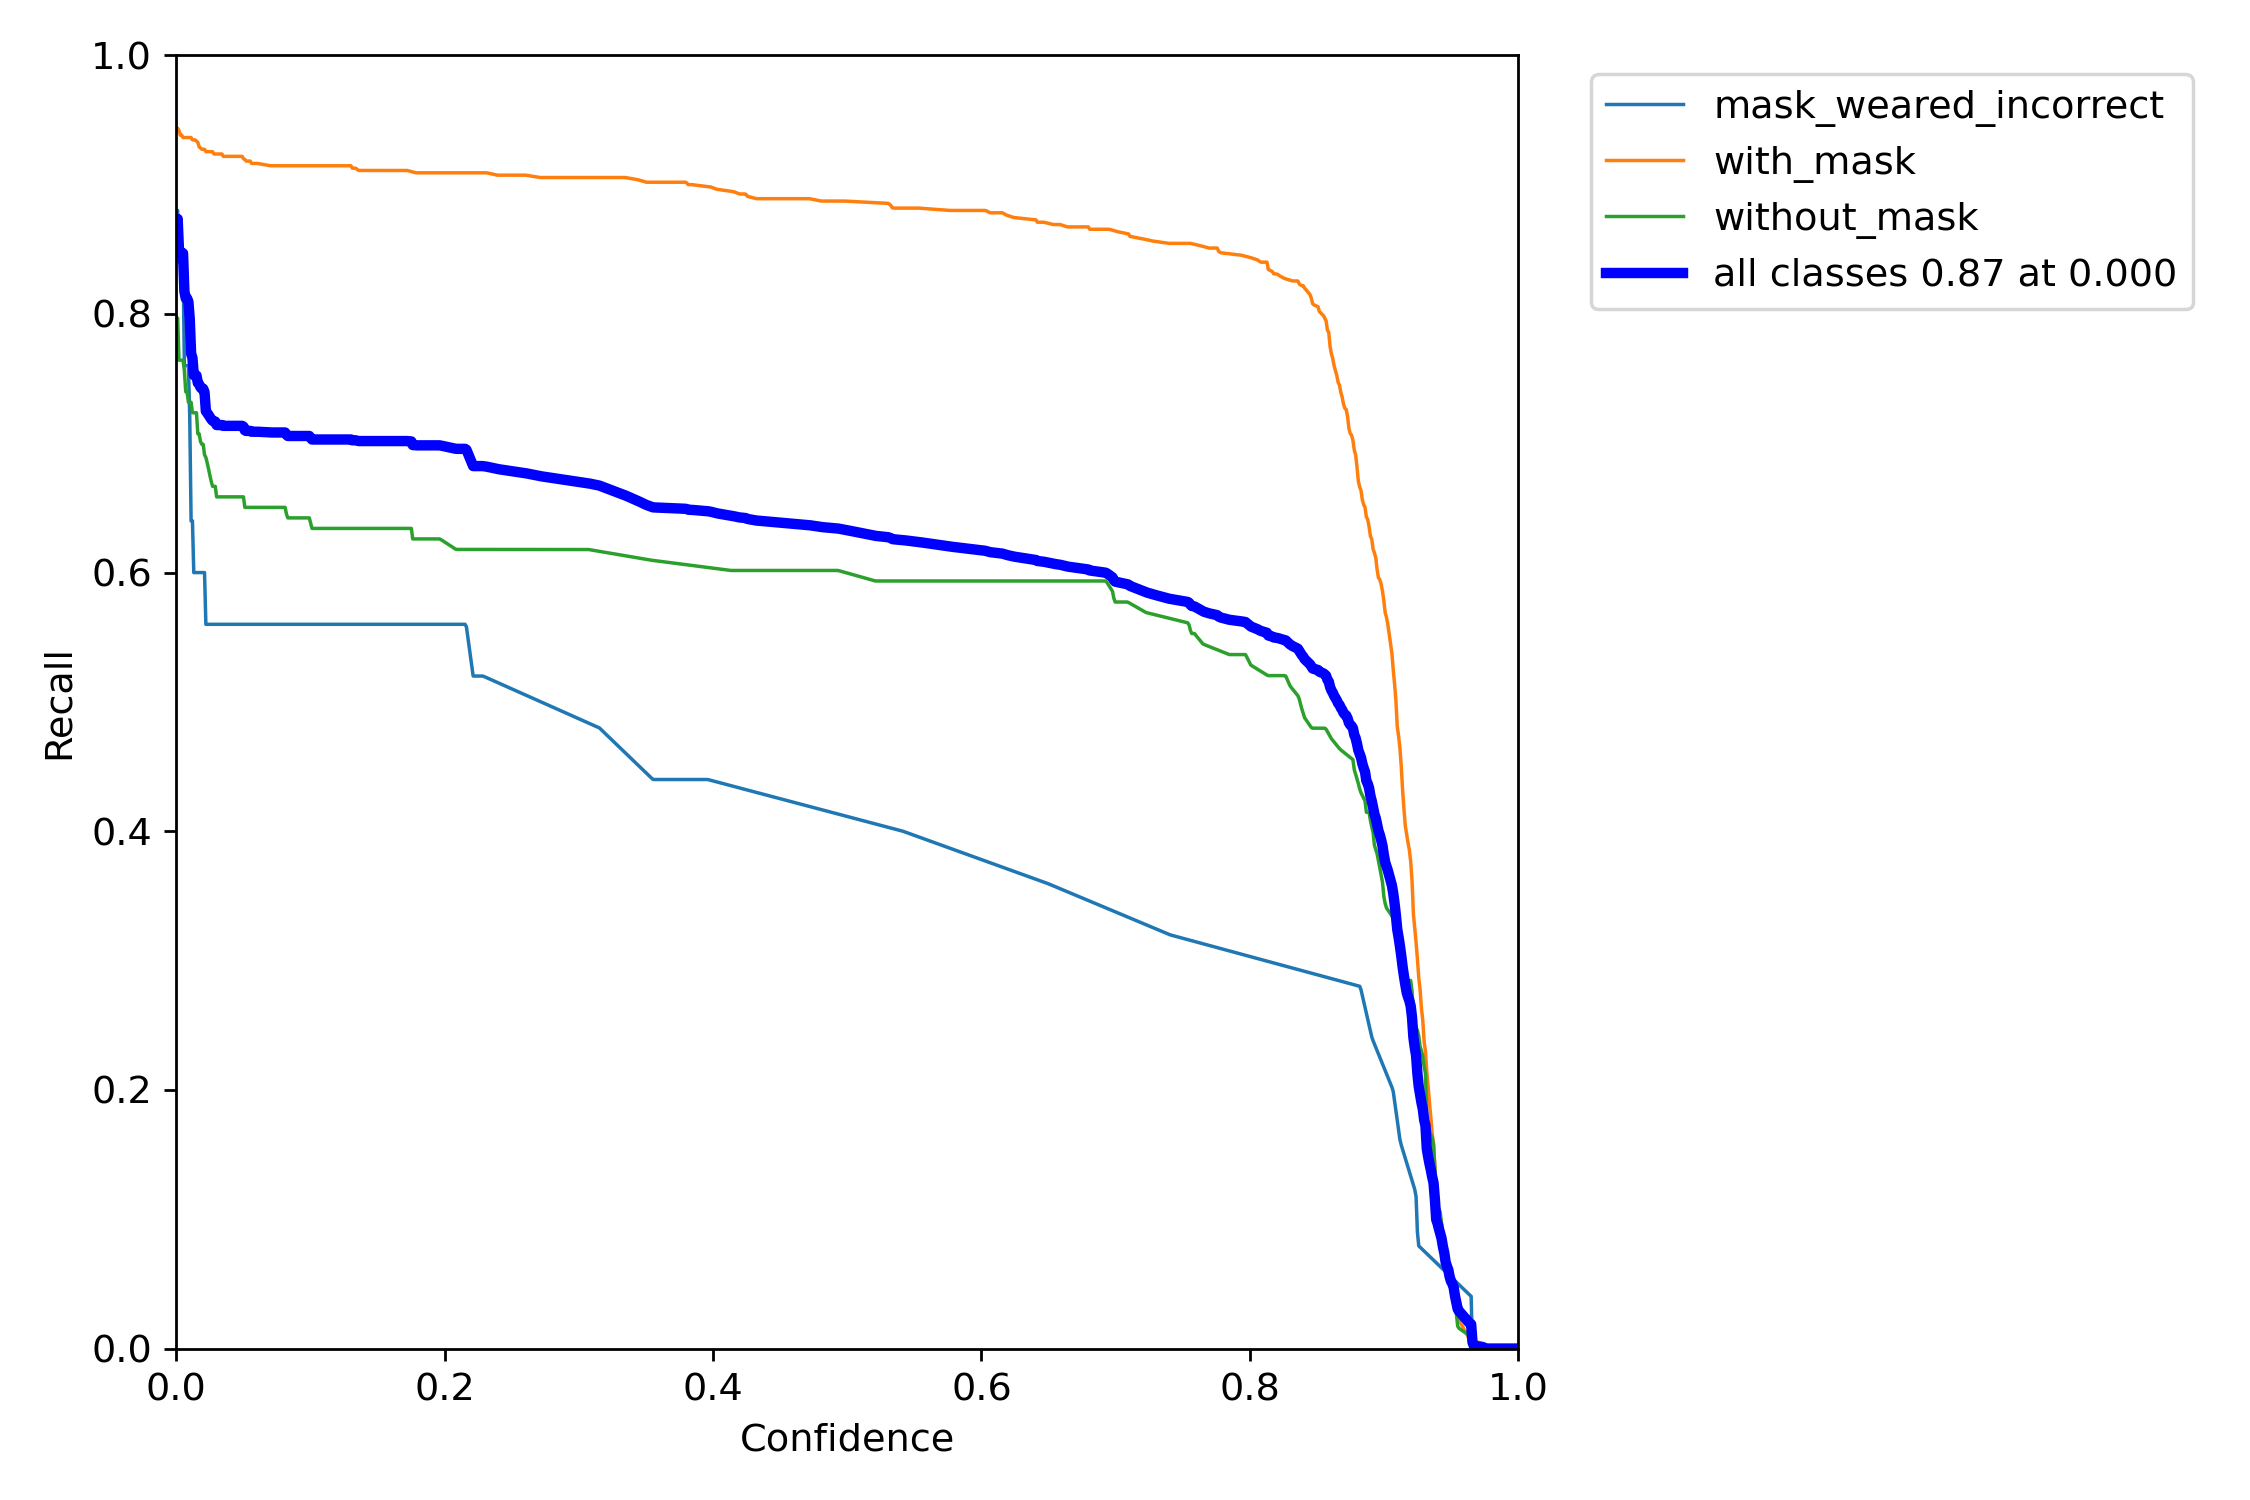 1.0
0.8
0.6
0.4
0.2
0.0
Recall
0.0 0.2 0.4 0.6 0.8 1.0
Confidence
mask_weared_incorrect
with_mask
without_mask
all classes 0.87 at 0.000